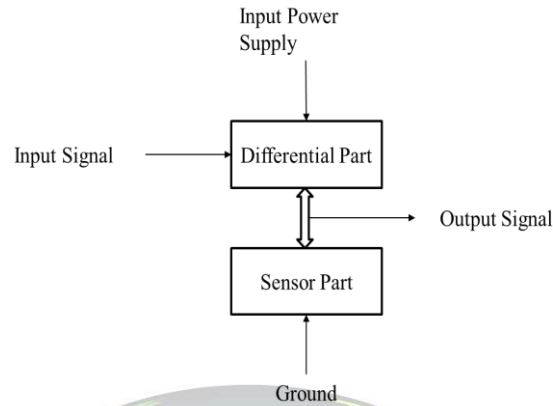 Input Power
Supply
Input Signal
Differential Part
Output Signal
Sensor Part
Ground